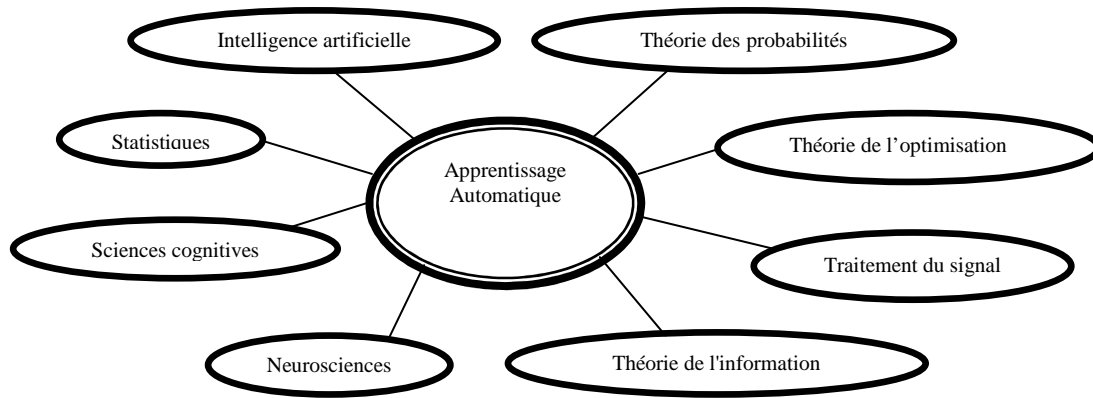 Intelligence artificielle
Théorie des probabilités
Statistiques
Apprentissage
Automatique
Théorie de l’optimisation
Sciences cognitives
Traitement du signal
Neurosciences
Théorie de l'information